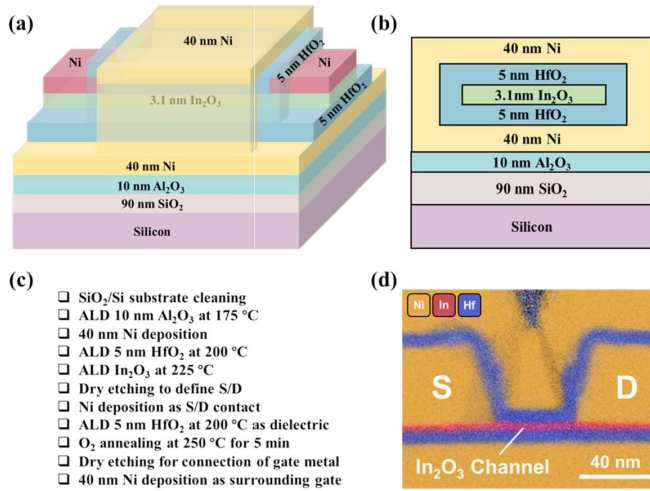 (a)
40 nm Ni
Ni
5 nm HfO₂
Ni
3.1 nm In₂O₃
5 nm HfO₂
40 nm Ni
10 nm Al₂O₃
90 nm SiO₂
Silicon
(b)
40 nm Ni
5 nm HfO₂
3.1nm In₂O₃
5 nm HfO₂
40 nm Ni
10 nm Al₂O₃
90 nm SiO₂
Silicon
(c)
❑ SiO₂/Si substrate cleaning
❑ ALD 10 nm Al₂O₃ at 175 °C
❑ 40 nm Ni deposition
❑ ALD 5 nm HfO₂ at 200 °C
❑ ALD In₂O₃ at 225 °C
❑ Dry etching to define S/D
❑ Ni deposition as S/D contact
❑ ALD 5 nm HfO₂ at 200 °C as dielectric
❑ O₂ annealing at 250 °C for 5 min
❑ Dry etching for connection of gate metal
❑ 40 nm Ni deposition as surrounding gate
(d)
Ni In Hf
S D
In₂O₃ Channel
40 nm